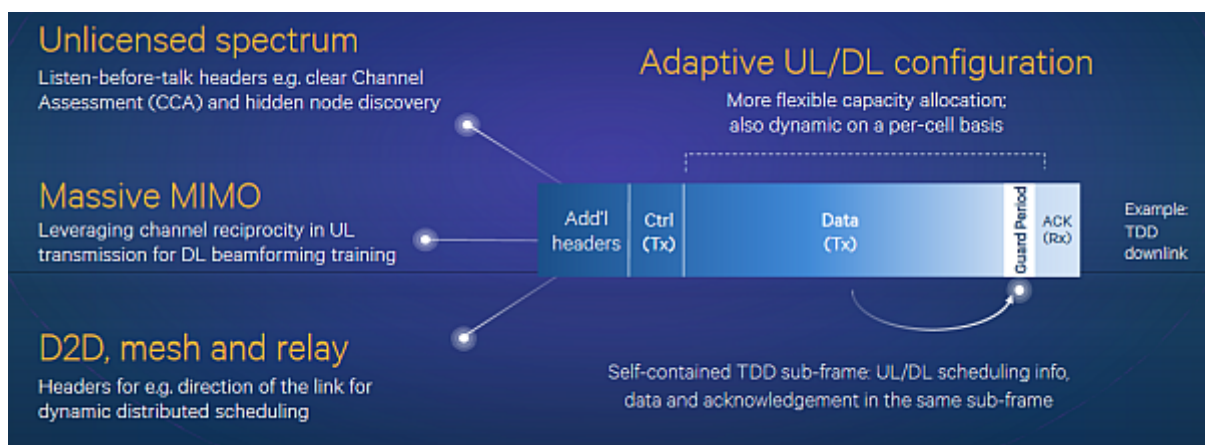 Unlicensed spectrum
Listen-before-talk headers e.g. clear Channel
Assessment (CCA) and hidden node discovery
Massive MIMO
Leveraging channel reciprocity in UL
transmission for DL beamforming training
D2D, mesh and relay
Headers for e.g. direction of the link for
dynamic distributed scheduling
Adaptive UL/DL configuration
More flexible capacity allocation;
also dynamic on a per-cell basis
Add'l
headers
Ctrl
(Tx)
Data
(Tx)
Guard Period
ACK
(Rx)
Example:
TDD
downlink
Self-contained TDD sub-frame: UL/DL scheduling info,
data and acknowledgement in the same sub-frame